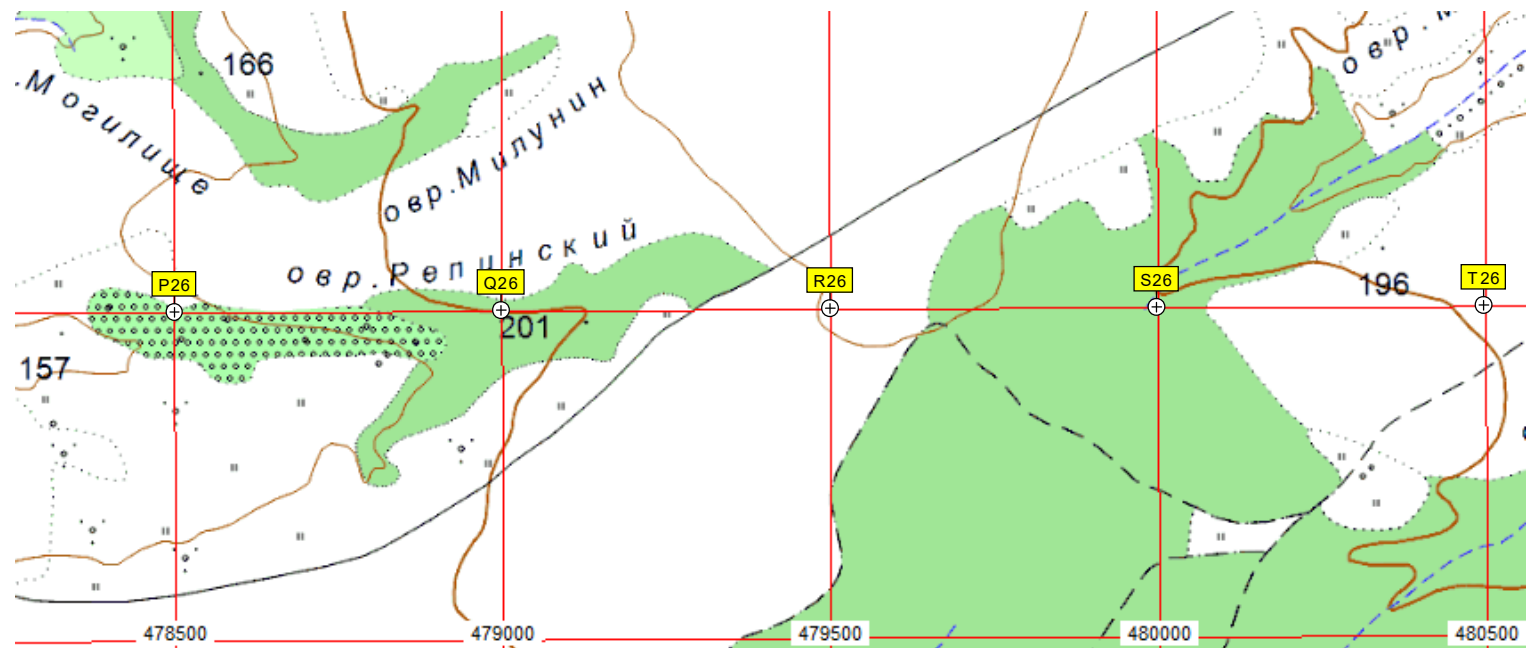 166
овр.М
. Могилище
овр. Милунин
овр. Репинский
P26
Q26
R26
S26
T26
196
201
157
478500
479000
479500
480000
480500